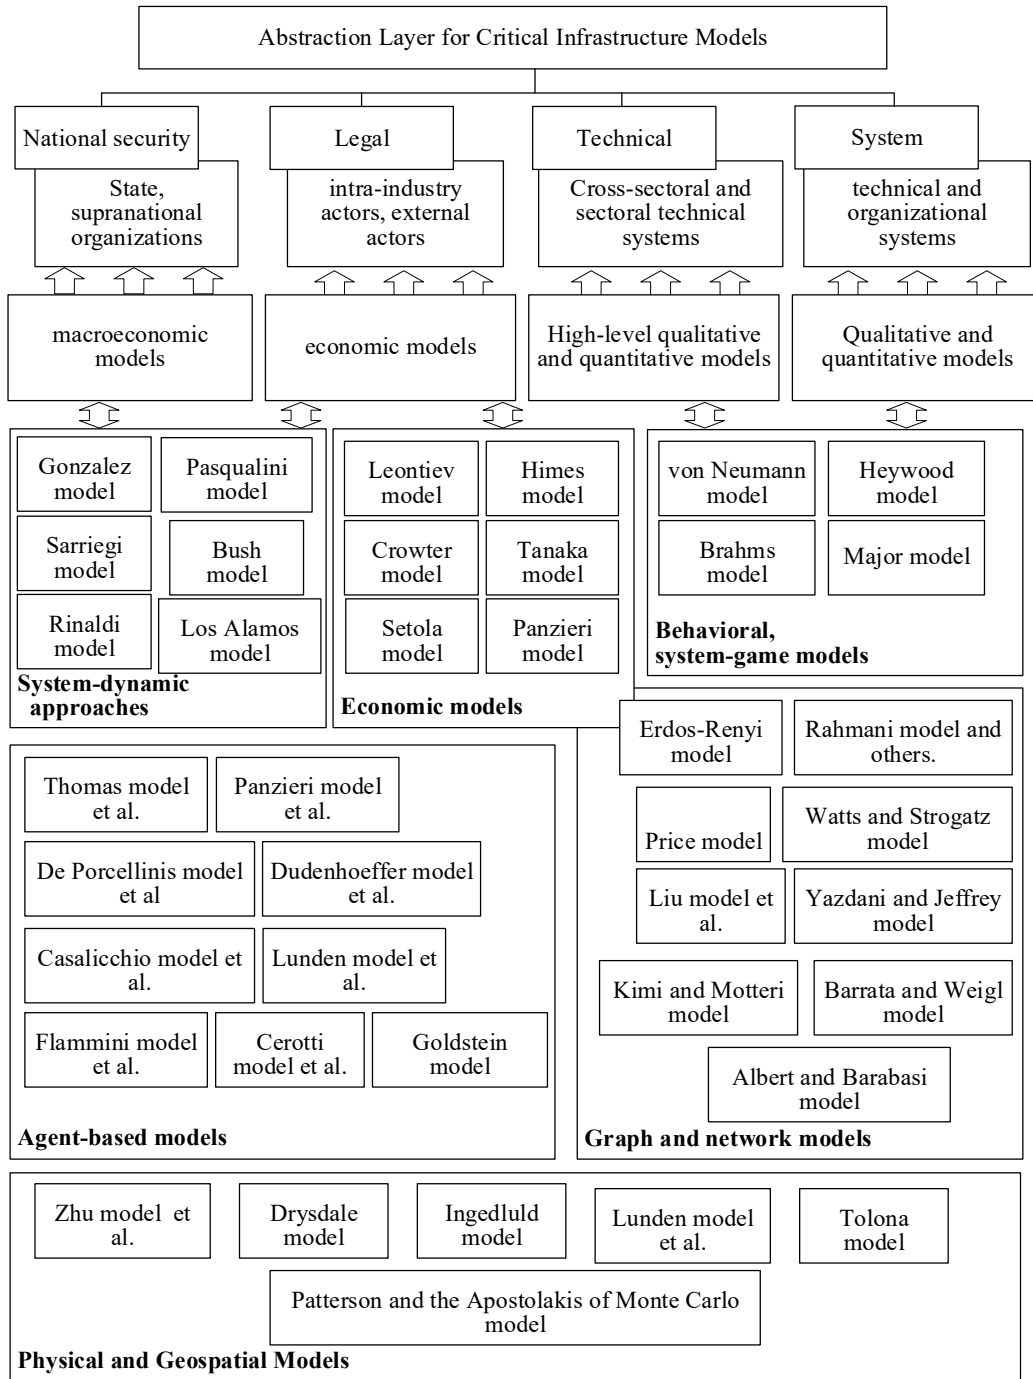 Abstraction Layer for Critical Infrastructure Models
National security
Legal
Technical
System
State,
supranational
organizations
intra-industry
actors, external
actors
Cross-sectoral and
sectoral technical
systems
technical and
organizational
systems
macroeconomic
models
economic models
High-level qualitative
and quantitative models
Qualitative and
quantitative models
Gonzalez
model
Pasqualini
model
Sarriegi
model
Bush
model
Rinaldi
model
Los Alamos
model
System-dynamic
approaches
Leontiev
model
Himes
model
Crowter
model
Tanaka
model
Setola
model
Panzieri
model
Economic models
von Neumann
model
Heywood
model
Brahms
model
Major model
Behavioral,
system-game models
Erdos-Renyi
model
Rahmani model and
others.
Price model
Watts and Strogatz
model
Liu model et
al.
Yazdani and Jeffrey
model
Kimi and Motteri
model
Barrata and Weigl
model
Albert and Barabasi
model
Graph and network models
Thomas model
et al.
Panzieri model
et al.
De Porcellinis model
et al
Dudenhoeffer model
et al.
Casalicchio model et
al.
Lunden model et
al.
Flammini model
et al.
Cerotti
model et al.
Goldstein
model
Agent-based models
Zhu model et
al.
Drysdale
model
Ingedluld
model
Lunden model
et al.
Tolona
model
Patterson and the Apostolakis of Monte Carlo
model
Physical and Geospatial Models